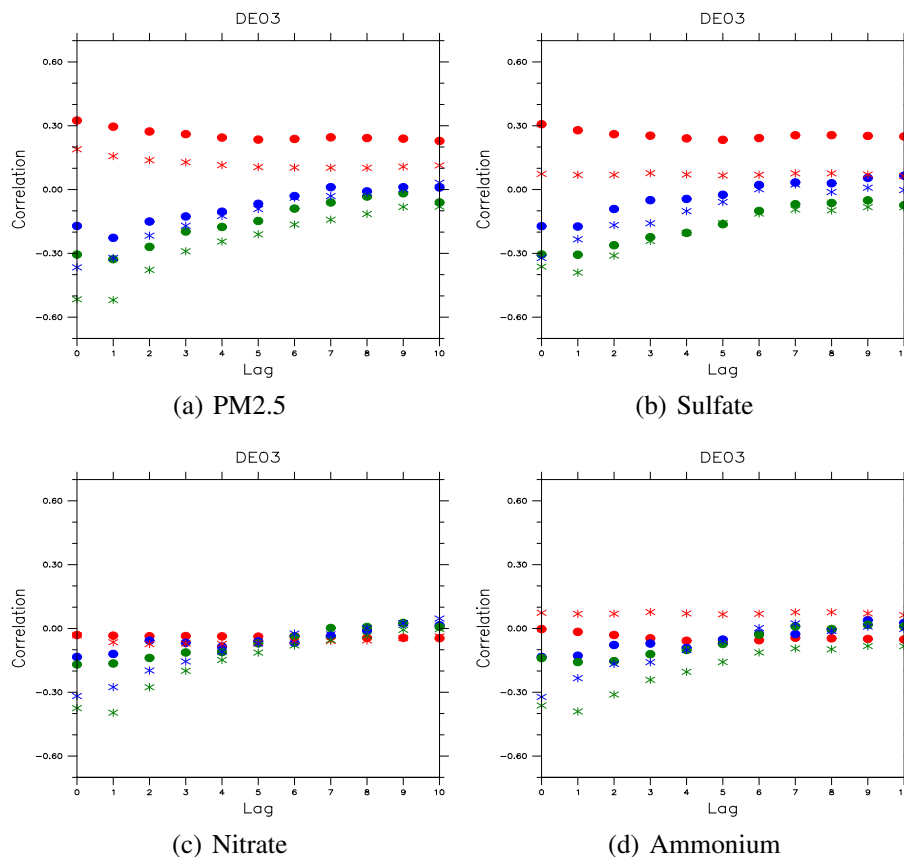 DE03
DE03
0.60
0.30
0.00
−0.30
−0.60
Correlation
0 1 2 3 4 5 6 7 8 9 10
Lag
0.60
0.30
0.00
−0.30
−0.60
Correlation
0 1 2 3 4 5 6 7 8 9 1
Lag
(a) PM2.5
(b) Sulfate
DE03
DE03
0.60
0.30
0.00
−0.30
−0.60
Correlation
0 1 2 3 4 5 6 7 8 9 10
Lag
0.60
0.30
0.00
−0.30
−0.60
Correlation
0 1 2 3 4 5 6 7 8 9 1
Lag
(c) Nitrate
(d) Ammonium